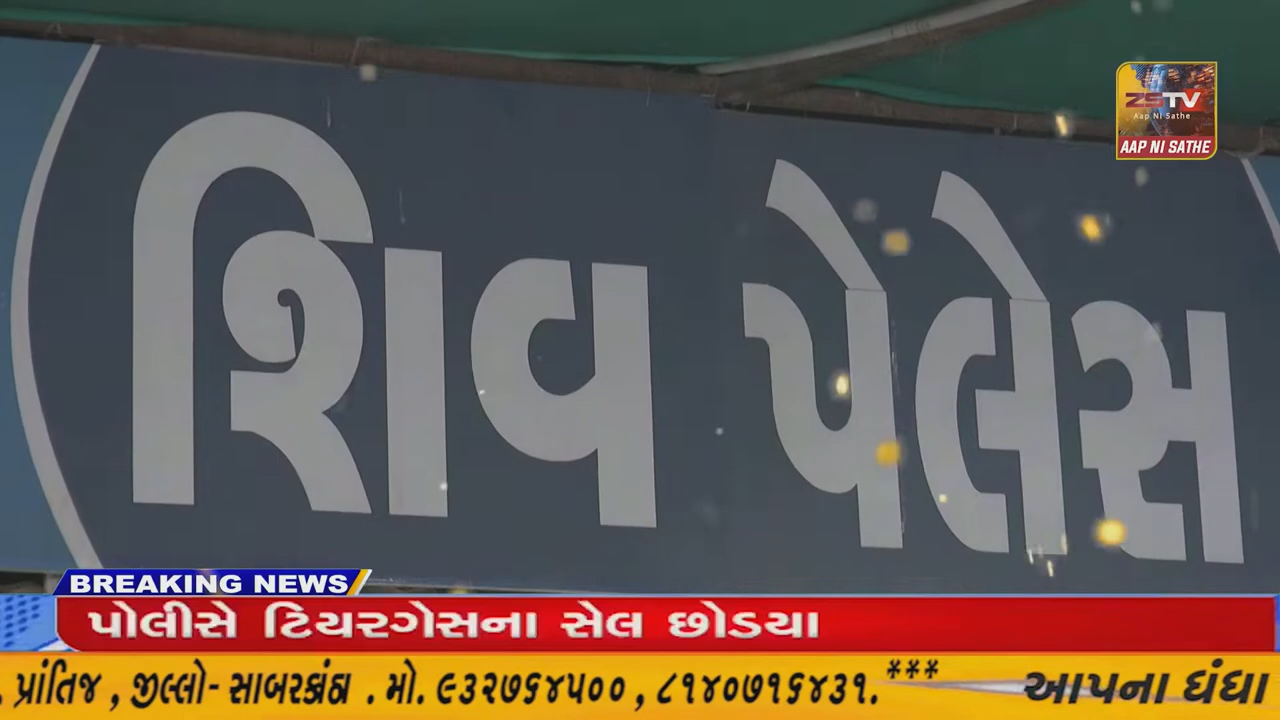 ZSTV
Aap Ni Sathe
AAP NI SATHE
શિવ પેલેસ
BREAKING NEWS
પોલીસે ટિયરગેસના સેલ છોડયા
. પ્રાંતિજ , જીલ્લો- સાબરકાંઠા . મો. ૯૩૨૭૬૪૫૦૦ , ૮૧૪૦૭૧૬૪૩૧.*** આપના ધંધા